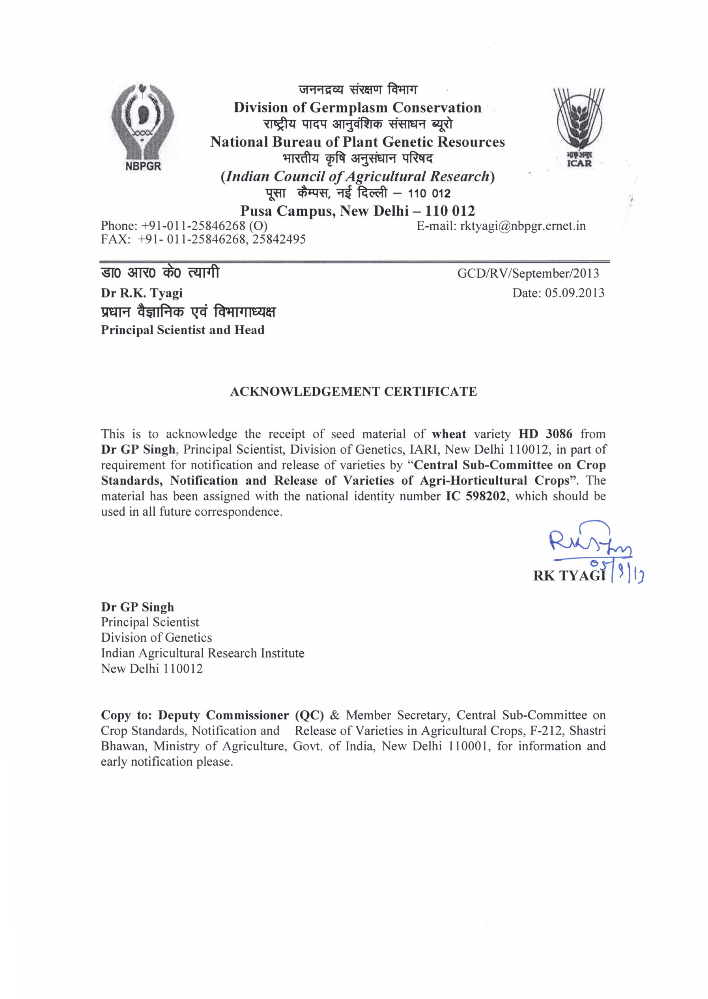 जननद्रव्य संरक्षण विभाग
Division of Germplasm Conservation
राष्ट्रीय पादप आनुवंशिक संसाधन ब्यूरो
National Bureau of Plant Genetic Resources
भारतीय कृषि अनुसंधान परिषद
(Indian Council of Agricultural Research)
पूसा कैम्पस, नई दिल्ली – 110 012
Pusa Campus, New Delhi – 110 012
NBPGR
भाकृअनुप
ICAR
Phone: +91-011-25846268 (O) E-mail: rktyagi@nbpgr.ernet.in
FAX: +91- 011-25846268, 25842495
डा0 आर0 के0 त्यागी GCD/RV/September/2013
Dr R.K. Tyagi Date: 05.09.2013
प्रधान वैज्ञानिक एवं विभागाध्यक्ष
Principal Scientist and Head
ACKNOWLEDGEMENT CERTIFICATE
This is to acknowledge the receipt of seed material of wheat variety HD 3086 from
Dr GP Singh, Principal Scientist, Division of Genetics, IARI, New Delhi 110012, in part of
requirement for notification and release of varieties by “Central Sub-Committee on Crop
Standards, Notification and Release of Varieties of Agri-Horticultural Crops”. The
material has been assigned with the national identity number IC 598202, which should be
used in all future correspondence.
05/9/13
RK TYAGI
Dr GP Singh
Principal Scientist
Division of Genetics
Indian Agricultural Research Institute
New Delhi 110012
Copy to: Deputy Commissioner (QC) & Member Secretary, Central Sub-Committee on
Crop Standards, Notification and Release of Varieties in Agricultural Crops, F-212, Shastri
Bhawan, Ministry of Agriculture, Govt. of India, New Delhi 110001, for information and
early notification please.